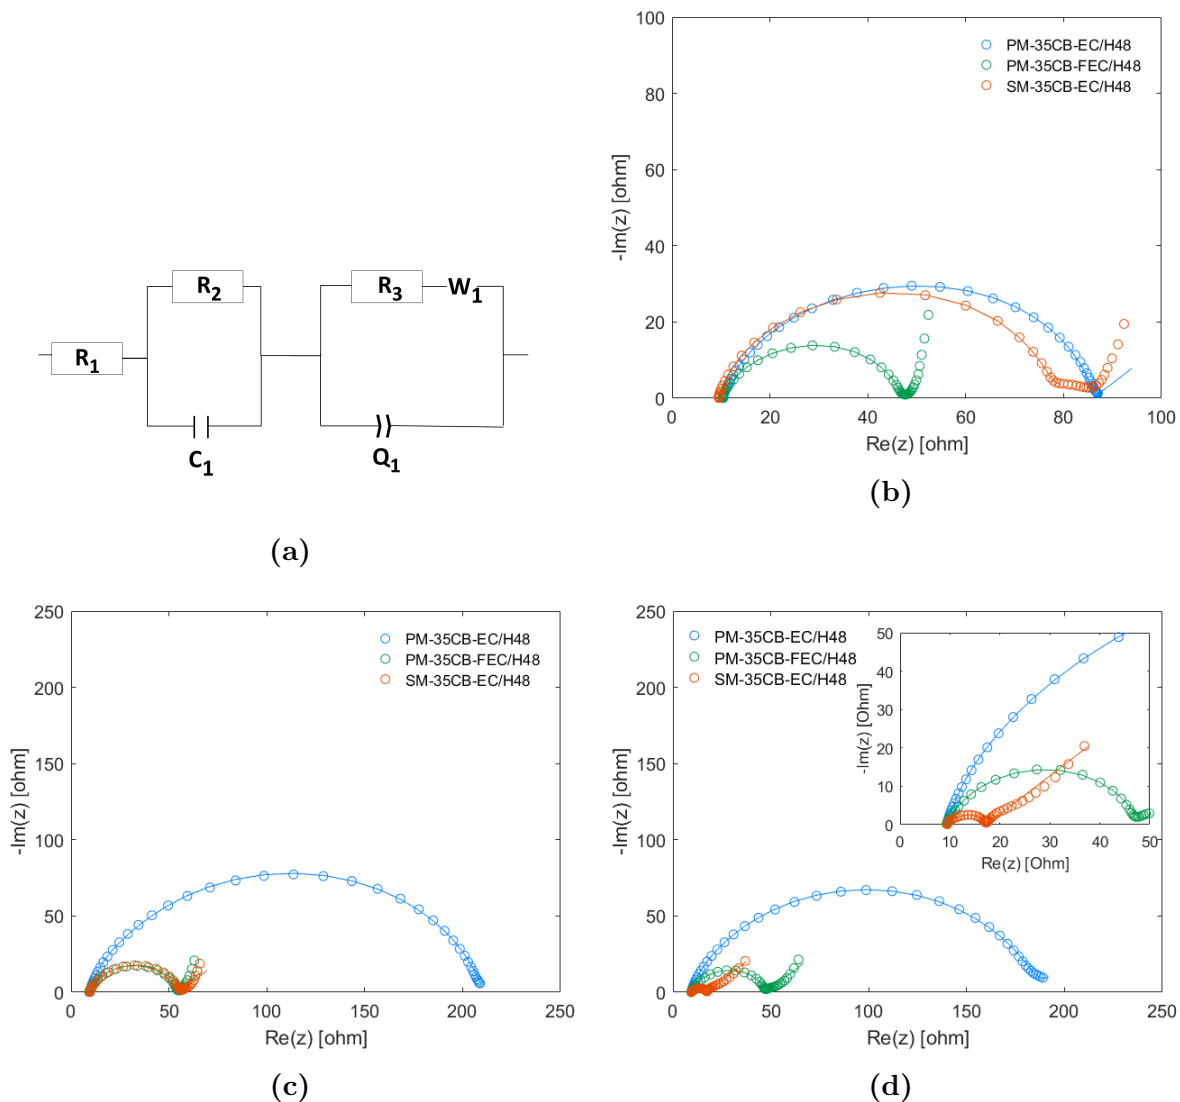 R1
R2
C1
R3
W1
Q1
(a)
100
80
60
40
20
0
-Im(z) [ohm]
PM-35CB-EC/H48
PM-35CB-FEC/H48
SM-35CB-EC/H48
0 20 40 60 80 100
Re(z) [ohm]
(b)
250
200
150
100
50
0
-Im(z) [ohm]
PM-35CB-EC/H48
PM-35CB-FEC/H48
SM-35CB-EC/H48
0 50 100 150 200 250
Re(z) [ohm]
(c)
250
200
150
100
50
0
-Im(z) [ohm]
PM-35CB-EC/H48
PM-35CB-FEC/H48
SM-35CB-EC/H48
50
40
30
20
10
0
-Im(z) [Ohm]
0 10 20 30 40 50
Re(z) [Ohm]
0 50 100 150 200 250
Re(z) [ohm]
(d)